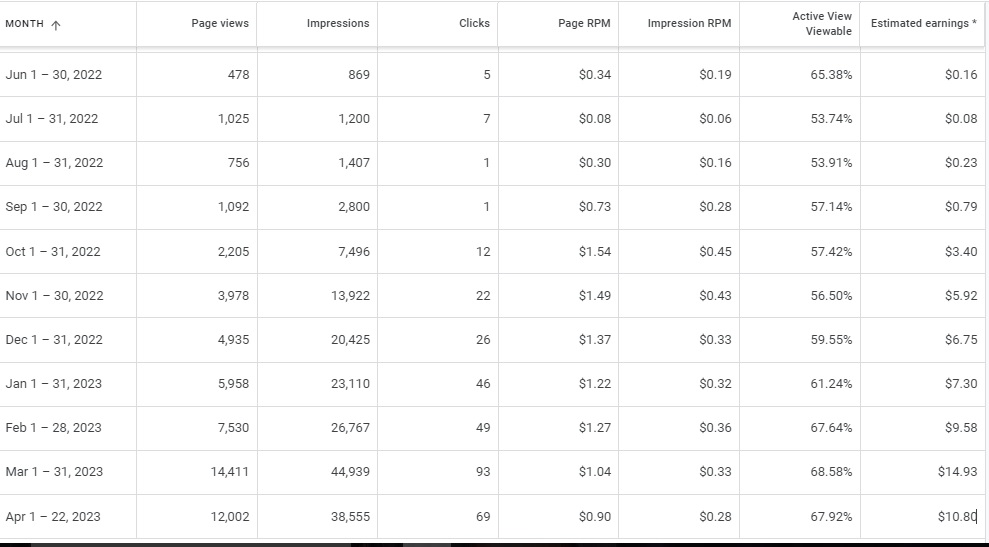 MONTH Page views Impressions Clicks Page RPM Impression RPM Active View Viewable Estimated earnings *
Jun 1 – 30, 2022 478 869 5 $0.34 $0.19 65.38% $0.16
Jul 1 – 31, 2022 1,025 1,200 7 $0.08 $0.06 53.74% $0.08
Aug 1 – 31, 2022 756 1,407 1 $0.30 $0.16 53.91% $0.23
Sep 1 – 30, 2022 1,092 2,800 1 $0.73 $0.28 57.14% $0.79
Oct 1 – 31, 2022 2,205 7,496 12 $1.54 $0.45 57.42% $3.40
Nov 1 – 30, 2022 3,978 13,922 22 $1.49 $0.43 56.50% $5.92
Dec 1 – 31, 2022 4,935 20,425 26 $1.37 $0.33 59.55% $6.75
Jan 1 – 31, 2023 5,958 23,110 46 $1.22 $0.32 61.24% $7.30
Feb 1 – 28, 2023 7,530 26,767 49 $1.27 $0.36 67.64% $9.58
Mar 1 – 31, 2023 14,411 44,939 93 $1.04 $0.33 68.58% $14.93
Apr 1 – 22, 2023 12,002 38,555 69 $0.90 $0.28 67.92% $10.80